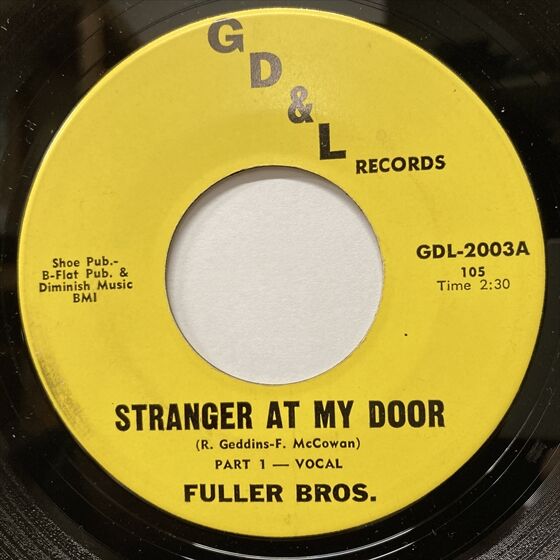 GD&L
RECORDS
Shoe Pub.-
B-Flat Pub. &
Diminish Music
BMI
GDL-2003A
105
Time 2:30
STRANGER AT MY DOOR
(R. Geddins-F. McCowan)
PART 1 — VOCAL
FULLER BROS.